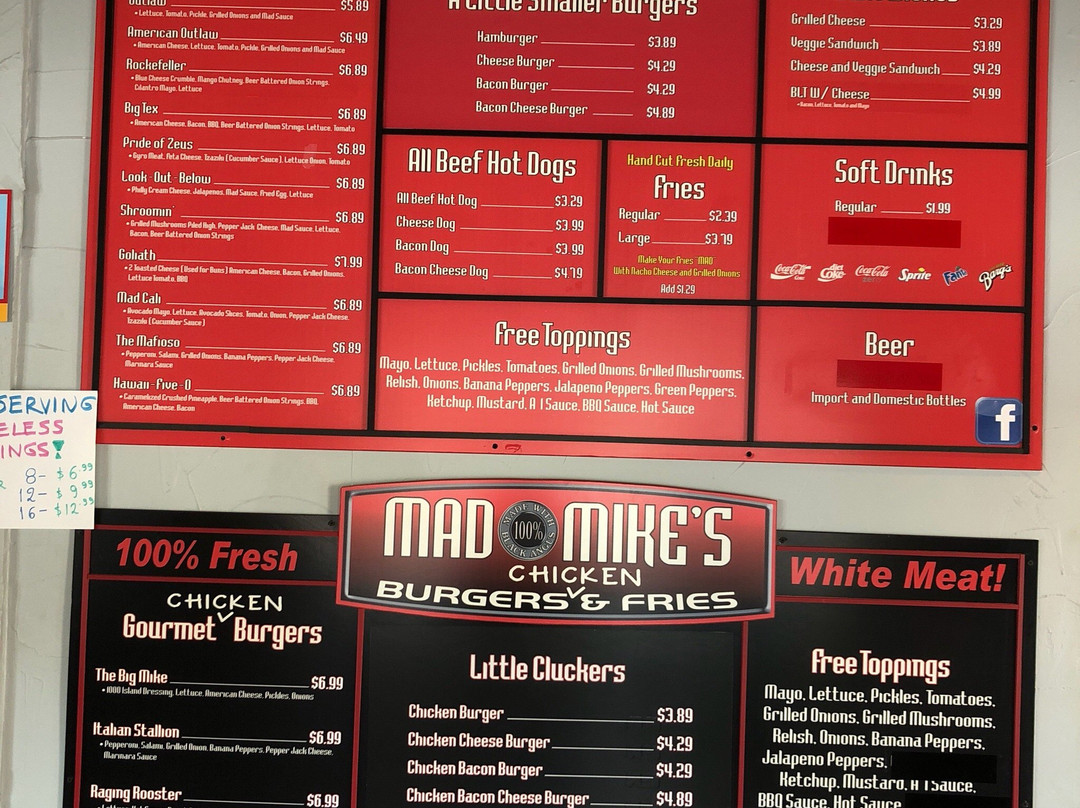 Outlaw $5.89
• Lettuce, Tomato, Pickle, Grilled Onions and Mad Sauce
American Outlaw $6.49
• American Cheese, Lettuce, Tomato, Pickle, Grilled Onions and Mad Sauce
Rockefeller $6.89
• Blue Cheese Crumble, Mango Chutney, Beer Battered Onion Strings,
Cilantro Mayo, Lettuce
Big Tex $6.89
• American Cheese, Bacon, BBQ, Beer Battered Onion Strings, Lettuce, Tomato
Pride of Zeus $6.89
• Gyro Meat, Feta Cheese, Tzaziki (Cucumber Sauce), Lettuce Onion, Tomato
Look-Out-Below $6.89
• Philly Cream Cheese, Jalapenos, Mad Sauce, Fried Egg, Lettuce
Shroomin' $6.89
• Grilled Mushrooms Piled High, Pepper Jack Cheese, Mad Sauce, Lettuce,
Bacon, Beer Battered Onion Strings
Goliath $7.99
• 2 Toasted Cheese (Used for Buns) American Cheese, Bacon, Grilled Onions,
Lettuce Tomato, BBQ
Mad Cali $6.89
• Avocado Mayo, Lettuce, Avocado Slices, Tomato, Onion, Pepper Jack Cheese,
Tzaziki (Cucumber Sauce)
The Mafioso $6.89
• Pepperoni, Salami, Grilled Onions, Banana Peppers, Pepper Jack Cheese,
Marinara Sauce
Hawaii-Five-O $6.89
• Caramelized Crushed Pineapple, Beer Battered Onion Strings, BBQ,
American Cheese, Bacon
A Little Smaller Burgers
Hamburger $3.89
Cheese Burger $4.29
Bacon Burger $4.29
Bacon Cheese Burger $4.89
Grilled Cheese $3.29
Veggie Sandwich $3.89
Cheese and Veggie Sandwich $4.29
BLT W/ Cheese $4.99
• Bacon, Lettuce, Tomato and Mayo
All Beef Hot Dogs
All Beef Hot Dog $3.29
Cheese Dog $3.99
Bacon Dog $3.99
Bacon Cheese Dog $4.79
Hand Cut Fresh Daily
Fries
Regular $2.39
Large $3.79
Make Your Fries "MAD"
With Nacho Cheese and Grilled Onions
Add $1.29
Soft Drinks
Regular $1.99
Coca-Cola Diet Coke Coca-Cola Sprite Fanta Barq's
Free Toppings
Mayo, Lettuce, Pickles, Tomatoes, Grilled Onions, Grilled Mushrooms,
Relish, Onions, Banana Peppers, Jalapeno Peppers, Green Peppers,
Ketchup, Mustard, A 1 Sauce, BBQ Sauce, Hot Sauce
Beer
Import and Domestic Bottles
f
SERVING
ELESS
INGS!
8- $6.99
12- $9.99
16- $12.99
MAD MIKE'S
MADE WITH 100% BLACK ANGUS
CHICKEN
BURGERS & FRIES
100% Fresh
CHICKEN
Gourmet Burgers
The Big Mike $6.99
• 1000 Island Dressing, Lettuce, American Cheese, Pickles, Onions
Italian Stallion $6.99
• Pepperoni, Salami, Grilled Onion, Banana Peppers, Pepper Jack Cheese,
Marinara Sauce
Raging Rooster $6.99
Little Cluckers
Chicken Burger $3.89
Chicken Cheese Burger $4.29
Chicken Bacon Burger $4.29
Chicken Bacon Cheese Burger $4.89
White Meat!
Free Toppings
Mayo, Lettuce, Pickles, Tomatoes,
Grilled Onions, Grilled Mushrooms,
Relish, Onions, Banana Peppers,
Jalapeno Peppers,
Ketchup, Mustard, A 1 Sauce,
BBQ Sauce, Hot Sauce